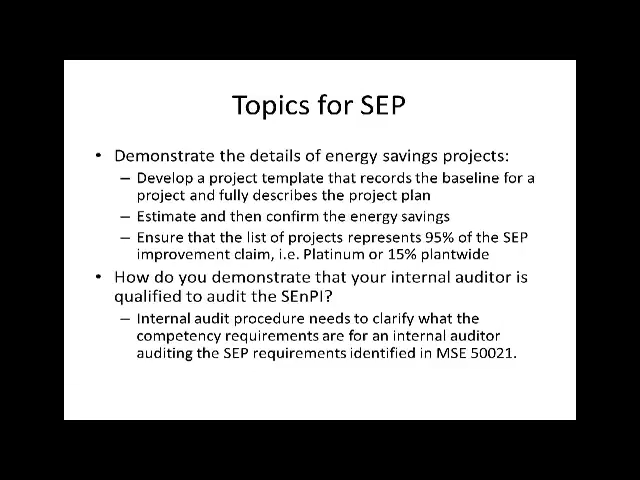 Topics for SEP
• Demonstrate the details of energy savings projects:
– Develop a project template that records the baseline for a
project and fully describes the project plan
– Estimate and then confirm the energy savings
– Ensure that the list of projects represents 95% of the SEP
improvement claim, i.e. Platinum or 15% plantwide
• How do you demonstrate that your internal auditor is
qualified to audit the SEnPI?
– Internal audit procedure needs to clarify what the
competency requirements are for an internal auditor
auditing the SEP requirements identified in MSE 50021.